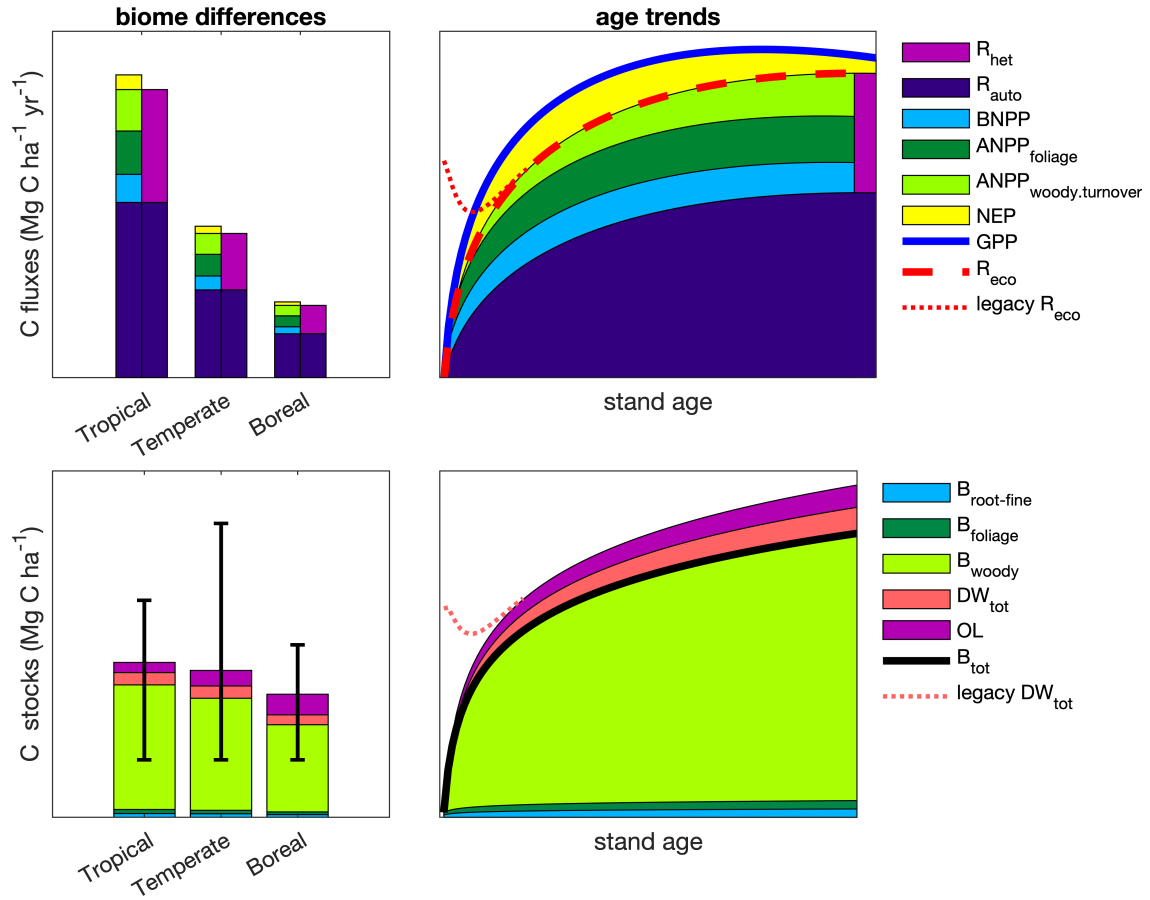 biome differences
age trends
C fluxes (Mg C ha⁻¹ yr⁻¹)
Tropical
Temperate
Boreal
stand age
R_het
R_auto
BNPP
ANPP_foliage
ANPP_woody.turnover
NEP
GPP
R_eco
legacy R_eco
C stocks (Mg C ha⁻¹)
Tropical
Temperate
Boreal
stand age
B_root-fine
B_foliage
B_woody
DW_tot
OL
B_tot
legacy DW_tot